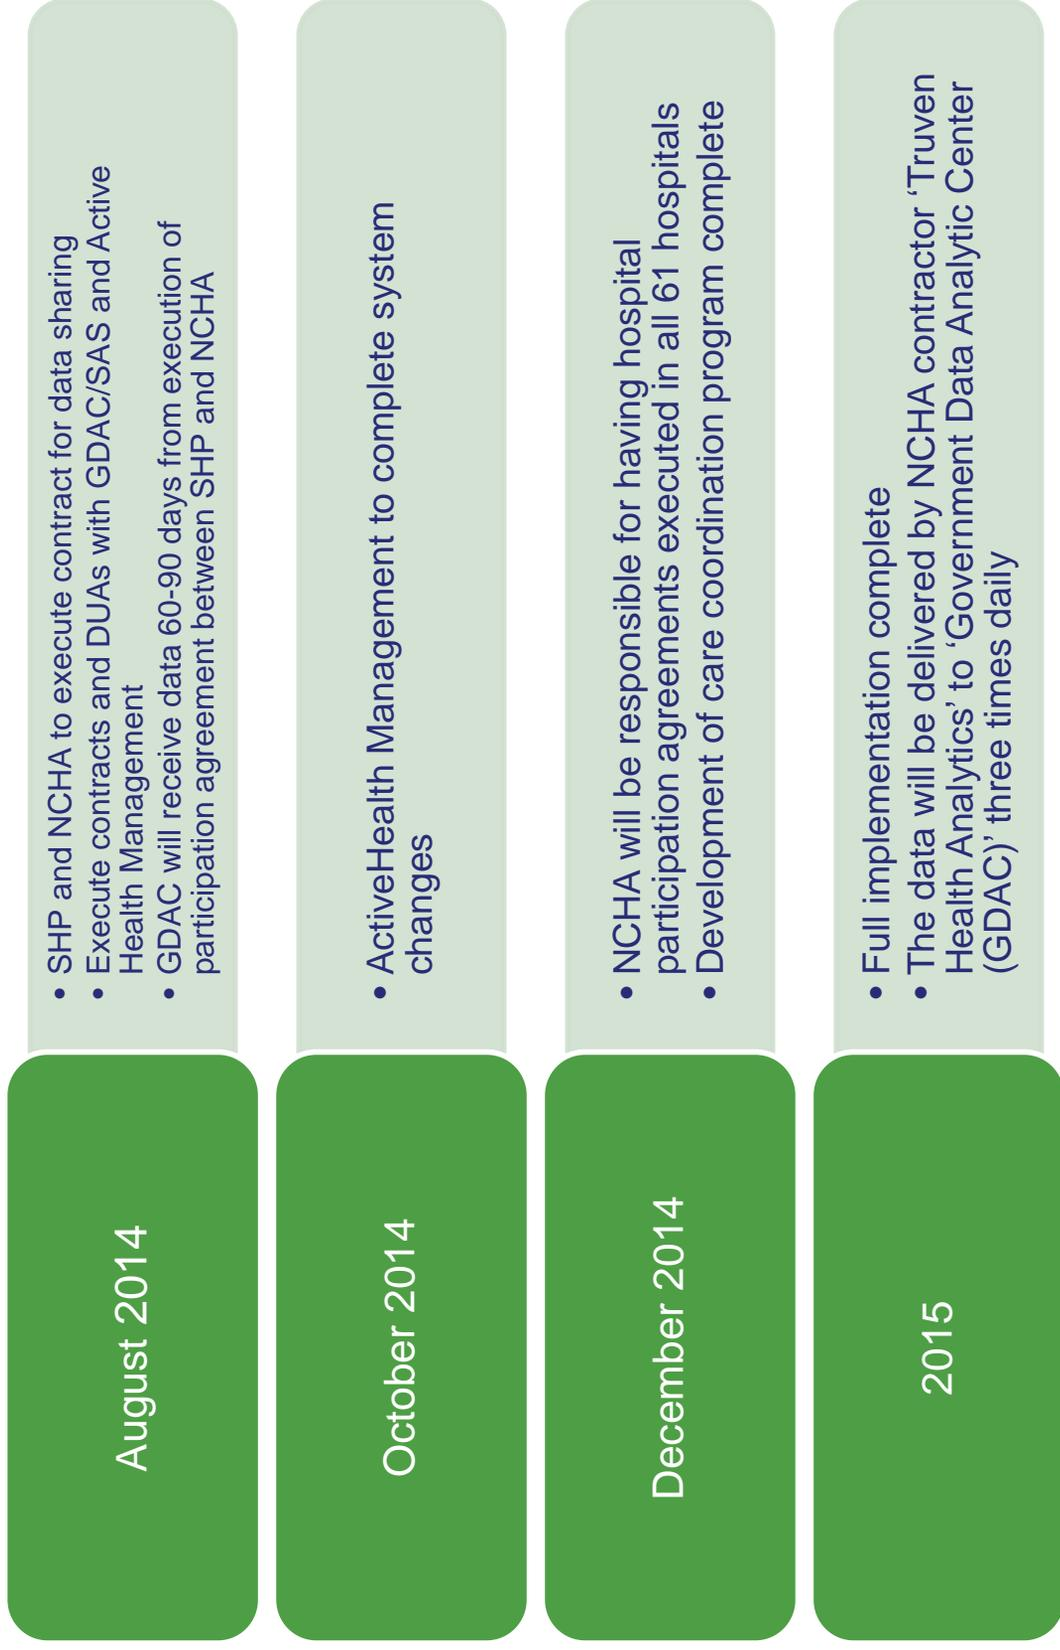 August 2014
• SHP and NCHA to execute contract for data sharing
• Execute contracts and DUAs with GDAC/SAS and Active
Health Management
• GDAC will receive data 60-90 days from execution of
participation agreement between SHP and NCHA
October 2014
• ActiveHealth Management to complete system
changes
December 2014
• NCHA will be responsible for having hospital
participation agreements executed in all 61 hospitals
• Development of care coordination program complete
2015
• Full implementation complete
• The data will be delivered by NCHA contractor ‘Truven
Health Analytics’ to ‘Government Data Analytic Center
(GDAC)’ three times daily